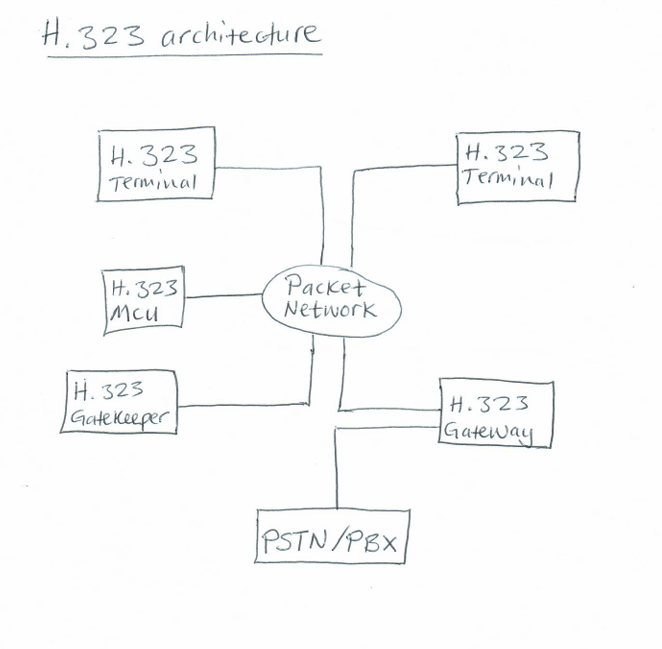 H.323 architecture
H.323
Terminal
H.323
Terminal
H.323
MCU
Packet
Network
H.323
Gatekeeper
H.323
Gateway
PSTN/PBX